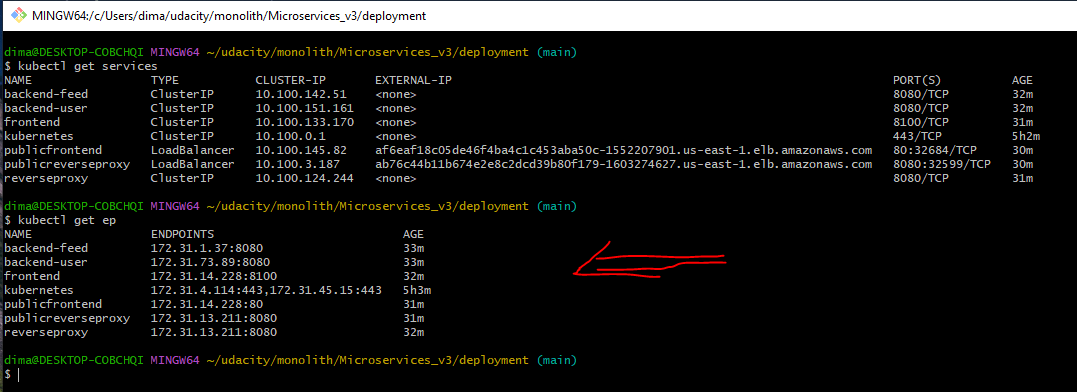 MINGW64:/c/Users/dima/udacity/monolith/Microservices_v3/deployment
dima@DESKTOP-COBCHQI MINGW64 ~/udacity/monolith/Microservices_v3/deployment (main)
$ kubectl get services
NAME TYPE CLUSTER-IP EXTERNAL-IP PORT(S) AGE
backend-feed ClusterIP 10.100.142.51 <none> 8080/TCP 32m
backend-user ClusterIP 10.100.151.161 <none> 8080/TCP 32m
frontend ClusterIP 10.100.133.170 <none> 8100/TCP 31m
kubernetes ClusterIP 10.100.0.1 <none> 443/TCP 5h2m
publicfrontend LoadBalancer 10.100.145.82 af6eaf18c05de46f4ba4c1c453aba50c-1552207901.us-east-1.elb.amazonaws.com 80:32684/TCP 30m
publicreverseproxy LoadBalancer 10.100.3.187 ab76c44b11b674e2e8c2dcd39b80f179-1603274627.us-east-1.elb.amazonaws.com 8080:32599/TCP 30m
reverseproxy ClusterIP 10.100.124.244 <none> 8080/TCP 31m
dima@DESKTOP-COBCHQI MINGW64 ~/udacity/monolith/Microservices_v3/deployment (main)
$ kubectl get ep
NAME ENDPOINTS AGE
backend-feed 172.31.1.37:8080 33m
backend-user 172.31.73.89:8080 33m
frontend 172.31.14.228:8100 32m
kubernetes 172.31.4.114:443,172.31.45.15:443 5h3m
publicfrontend 172.31.14.228:80 31m
publicreverseproxy 172.31.13.211:8080 31m
reverseproxy 172.31.13.211:8080 32m
dima@DESKTOP-COBCHQI MINGW64 ~/udacity/monolith/Microservices_v3/deployment (main)
$